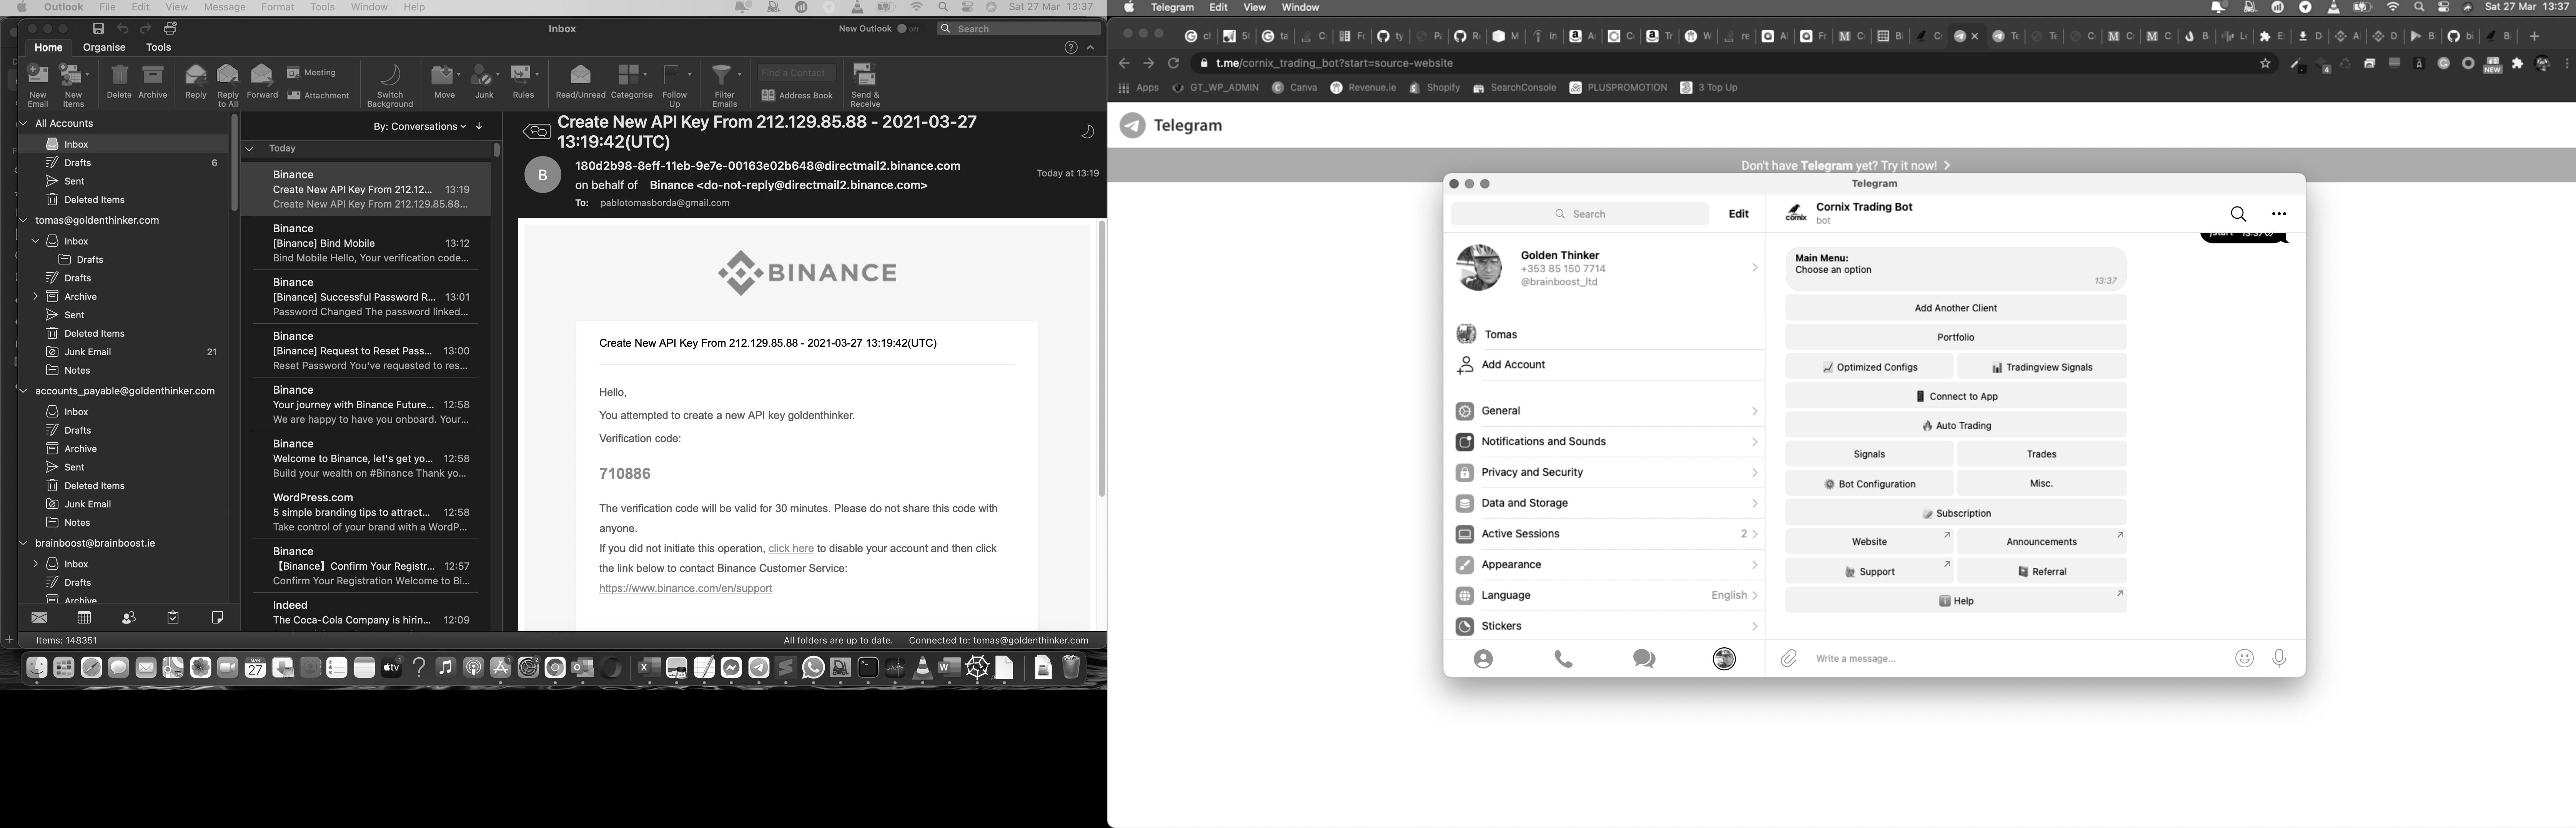 Outlook File Edit View Message Format Tools Window Help Sat 27 Mar 13:37
Inbox New Outlook Search
Home Organise Tools
New Email
New Items
Delete
Archive
Reply
Reply to All
Forward
Meeting
Attachment
Switch Background
Move
Junk
Rules
Read/Unread
Categorise
Follow Up
Filter Emails
Find a Contact
Address Book
Send & Receive
All Accounts
Inbox
Drafts 6
Sent
Deleted Items
tomas@goldenthinker.com
Inbox
Drafts
Drafts
Archive
Sent
Deleted Items
Junk Email 21
Notes
accounts_payable@goldenthinker.com
Inbox
Drafts
Archive
Sent
Deleted Items
Junk Email
Notes
brainboost@brainboost.ie
Inbox
Drafts
Archive
By: Conversations
Today
Binance
Create New API Key From 212.12... 13:19
Create New API Key From 212.129.85.88...
Binance
[Binance] Bind Mobile 13:12
Bind Mobile Hello, Your verification code...
Binance
[Binance] Successful Password R... 13:01
Password Changed The password linked...
Binance
[Binance] Request to Reset Pass... 13:00
Reset Password You've requested to res...
Binance
Your journey with Binance Future... 12:58
We are happy to have you onboard. Your...
Binance
Welcome to Binance, let's get yo... 12:58
Build your wealth on #Binance Thank yo...
WordPress.com
5 simple branding tips to attract... 12:58
Take control of your brand with a WordP...
Binance
【Binance】Confirm Your Registr... 12:57
Confirm Your Registration Welcome to Bi...
Indeed
The Coca-Cola Company is hirin... 12:09
Create New API Key From 212.129.85.88 - 2021-03-27
13:19:42(UTC)
B
180d2b98-8eff-11eb-9e7e-00163e02b648@directmail2.binance.com
on behalf of Binance <do-not-reply@directmail2.binance.com>
Today at 13:19
To: pablotomasborda@gmail.com
BINANCE
Create New API Key From 212.129.85.88 - 2021-03-27 13:19:42(UTC)
Hello,
You attempted to create a new API key goldenthinker.
Verification code:
710886
The verification code will be valid for 30 minutes. Please do not share this code with
anyone.
If you did not initiate this operation, click here to disable your account and then click
the link below to contact Binance Customer Service:
https://www.binance.com/en/support
Items: 148351 All folders are up to date. Connected to: tomas@goldenthinker.com
Telegram Edit View Window Sat 27 Mar 13:37
t.me/cornix_trading_bot?start=source-website
Apps GT_WP_ADMIN Canva Revenue.ie Shopify SearchConsole PLUSPROMOTION 3 Top Up
Telegram
Don't have Telegram yet? Try it now!
Telegram
Search Edit
Golden Thinker
+353 85 150 7714
@brainboost_ltd
Tomas
Add Account
General
Notifications and Sounds
Privacy and Security
Data and Storage
Active Sessions 2
Appearance
Language English
Stickers
Cornix Trading Bot
bot
Main Menu:
Choose an option
13:37
Add Another Client
Portfolio
Optimized Configs Tradingview Signals
Connect to App
Auto Trading
Signals Trades
Bot Configuration Misc.
Subscription
Website Announcements
Support Referral
Help
Write a message...